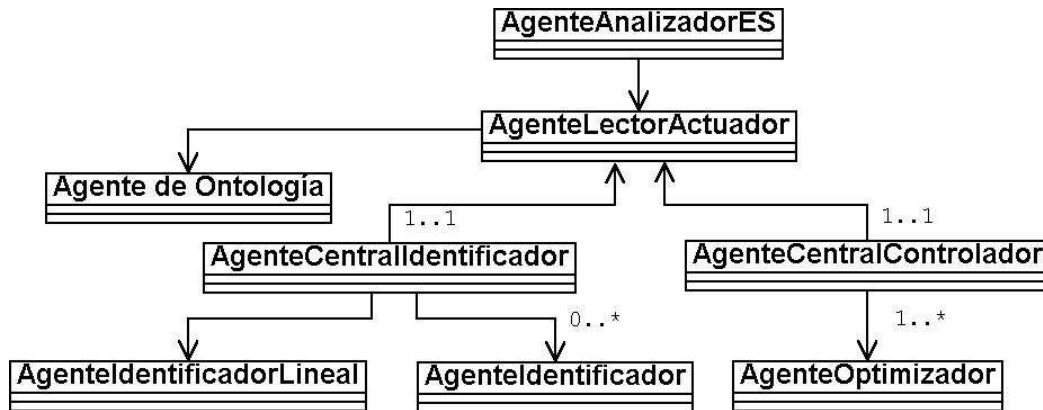 AgenteAnalizadorES
AgenteLectorActuador
Agente de Ontología
1..1
1..1
AgenteCentralIdentificador
AgenteCentralControlador
0..*
1..*
AgenteIdentificadorLineal
AgenteIdentificador
AgenteOptimizador